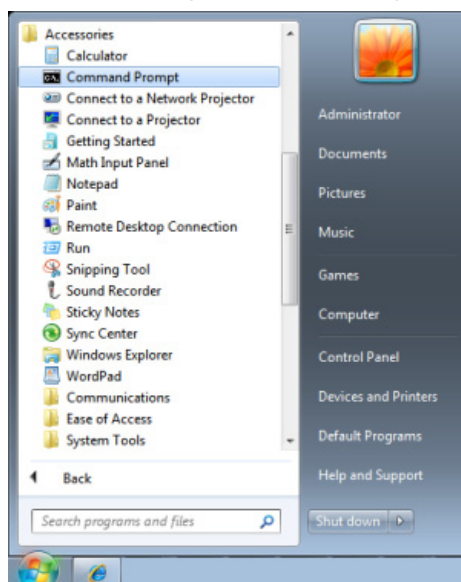 Accessories
Calculator
Command Prompt
Connect to a Network Projector
Connect to a Projector
Getting Started
Math Input Panel
Notepad
Paint
Remote Desktop Connection
Run
Snipping Tool
Sound Recorder
Sticky Notes
Sync Center
Windows Explorer
WordPad
Communications
Ease of Access
System Tools
Back
Search programs and files
Administrator
Documents
Pictures
Music
Games
Computer
Control Panel
Devices and Printers
Default Programs
Help and Support
Shut down